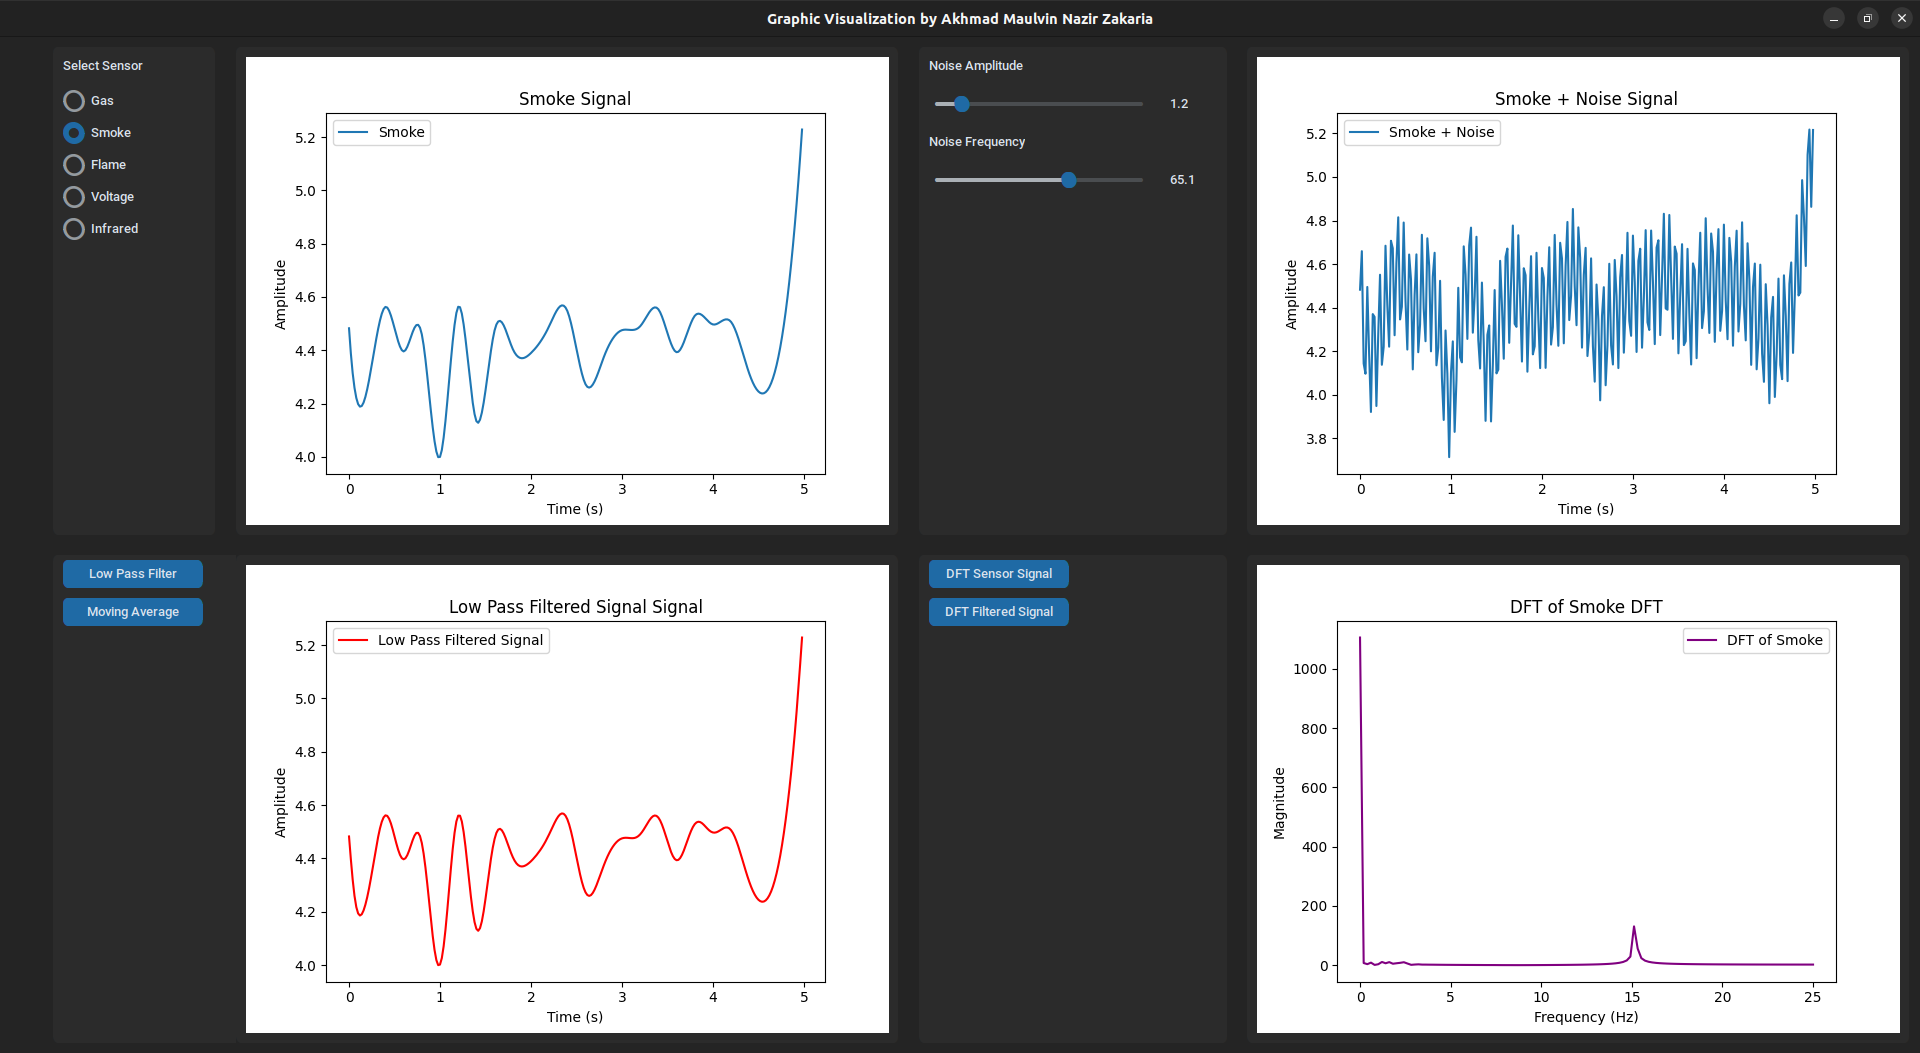 Graphic Visualization by Akhmad Maulvin Nazir Zakaria
Select Sensor
Gas
Smoke
Flame
Voltage
Infrared
Smoke Signal
Smoke
5.2
5.0
4.8
4.6
4.4
4.2
4.0
Amplitude
0 1 2 3 4 5
Time (s)
Noise Amplitude
1.2
Noise Frequency
65.1
Smoke + Noise Signal
Smoke + Noise
5.2
5.0
4.8
4.6
4.4
4.2
4.0
3.8
Amplitude
0 1 2 3 4 5
Time (s)
Low Pass Filter
Moving Average
Low Pass Filtered Signal Signal
Low Pass Filtered Signal
5.2
5.0
4.8
4.6
4.4
4.2
4.0
Amplitude
0 1 2 3 4 5
Time (s)
DFT Sensor Signal
DFT Filtered Signal
DFT of Smoke DFT
DFT of Smoke
1000
800
600
400
200
0
Magnitude
0 5 10 15 20 25
Frequency (Hz)